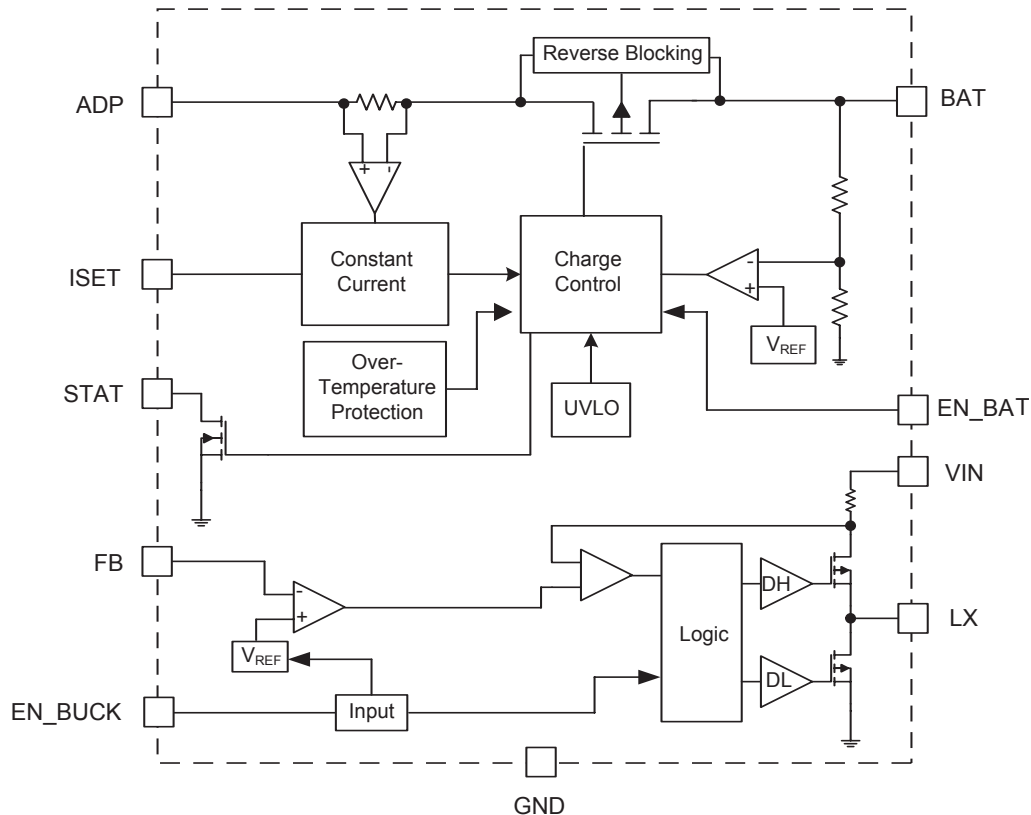 Reverse Blocking
ADP
BAT
+ -
ISET
Constant
Current
Charge
Control
-
+
VREF
STAT
Over-
Temperature
Protection
UVLO
EN_BAT
VIN
FB
-
+
VREF
Logic
DH
LX
DL
EN_BUCK
Input
GND